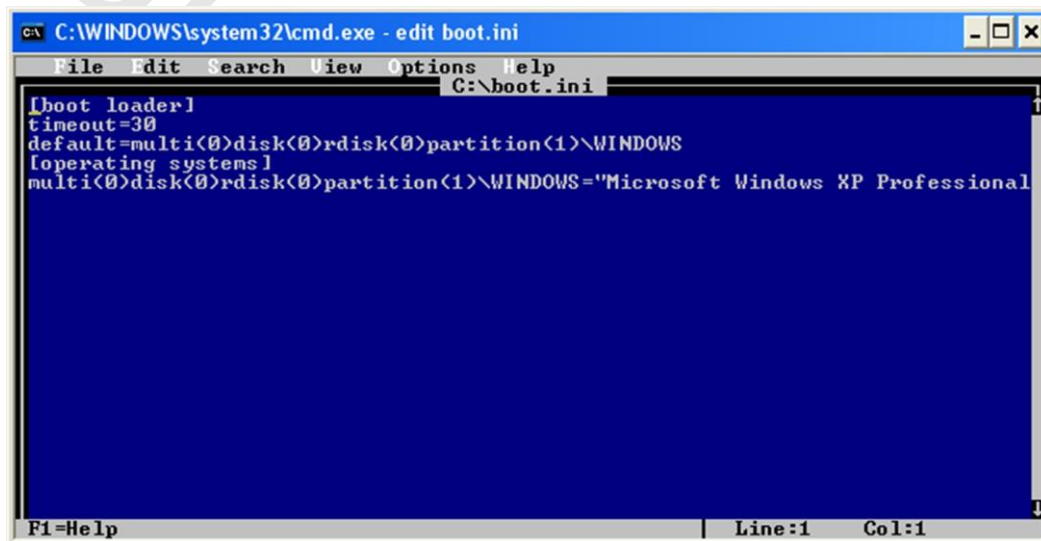 C:\WINDOWS\system32\cmd.exe - edit boot.ini
File Edit Search View Options Help
C:\boot.ini
[boot loader]
timeout=30
default=multi(0)disk(0)rdisk(0)partition(1)\WINDOWS
[operating systems]
multi(0)disk(0)rdisk(0)partition(1)\WINDOWS="Microsoft Windows XP Professional
F1=Help Line:1 Col:1